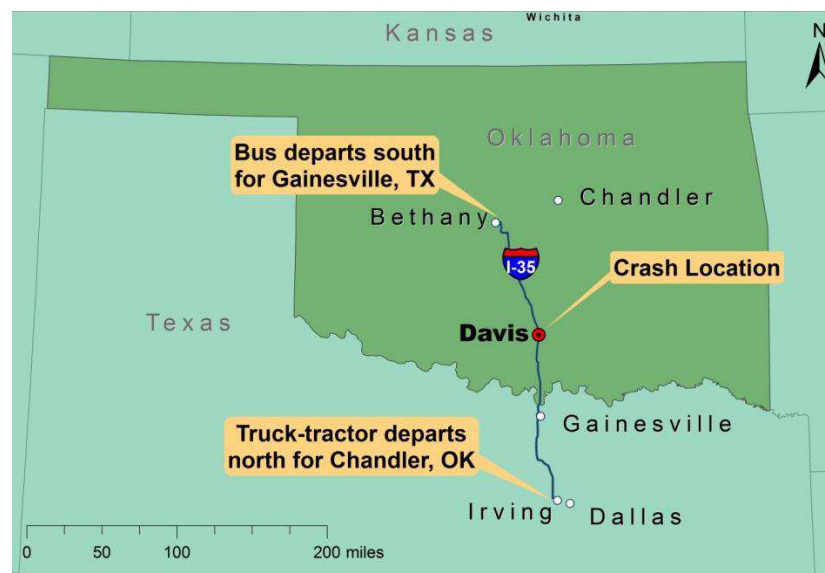 Wichita
Kansas
N
Oklahoma
Bus departs south
for Gainesville, TX
Chandler
Bethany
I-35
Crash Location
Texas
Davis
Gainesville
Truck-tractor departs
north for Chandler, OK
Irving
Dallas
0 50 100 200 miles